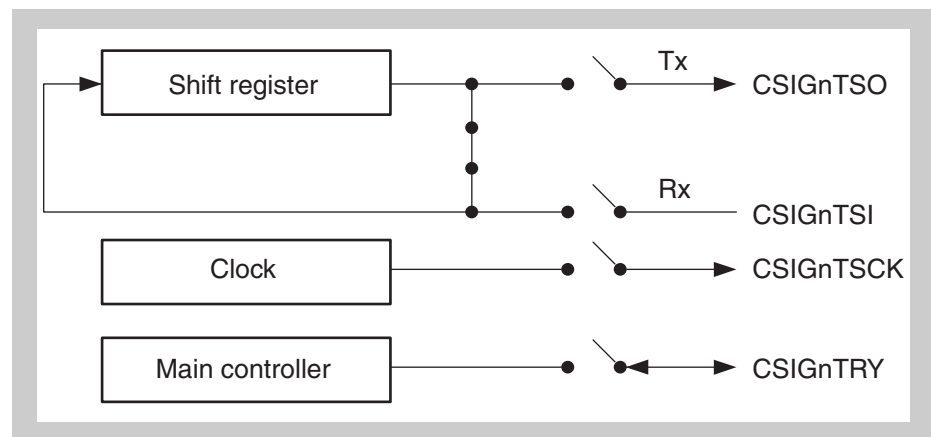 Shift register
Tx
CSIGnTSO
Rx
CSIGnTSI
Clock
CSIGnTSCK
Main controller
CSIGnTRY